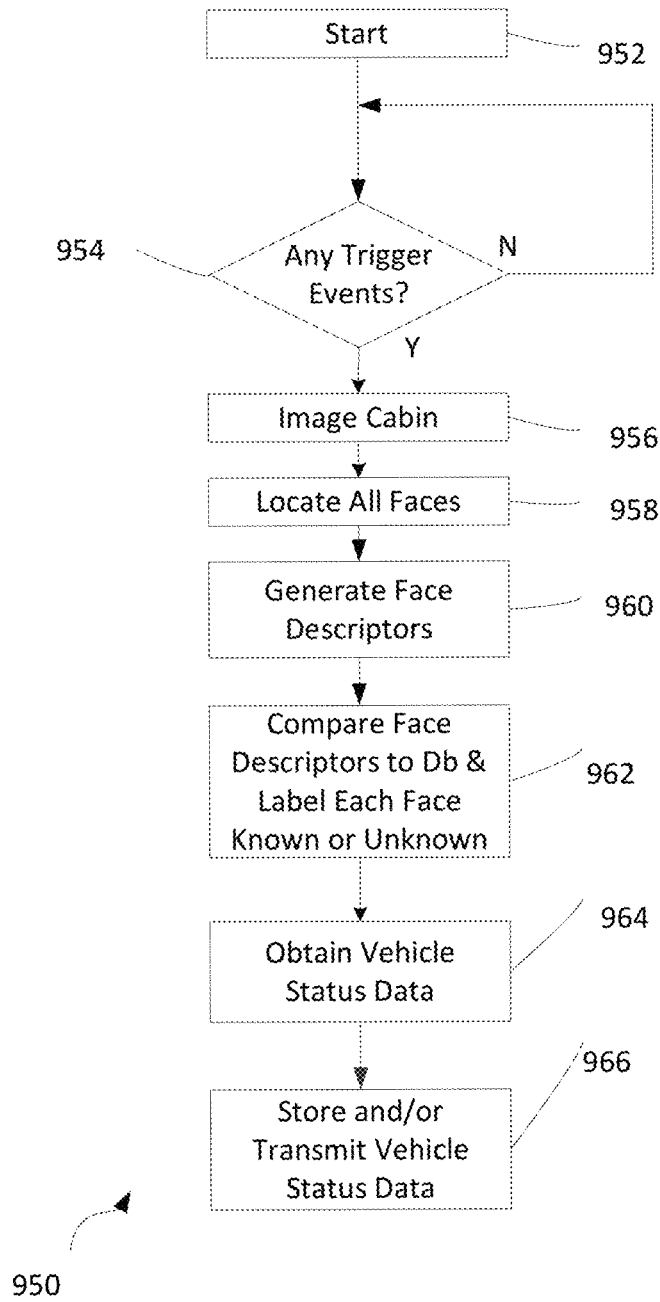 Start
952
954
Any Trigger
Events?
N
Y
Image Cabin
956
Locate All Faces
958
Generate Face
Descriptors
960
Compare Face
Descriptors to Db &
Label Each Face
Known or Unknown
962
Obtain Vehicle
Status Data
964
Store and/or
Transmit Vehicle
Status Data
966
950